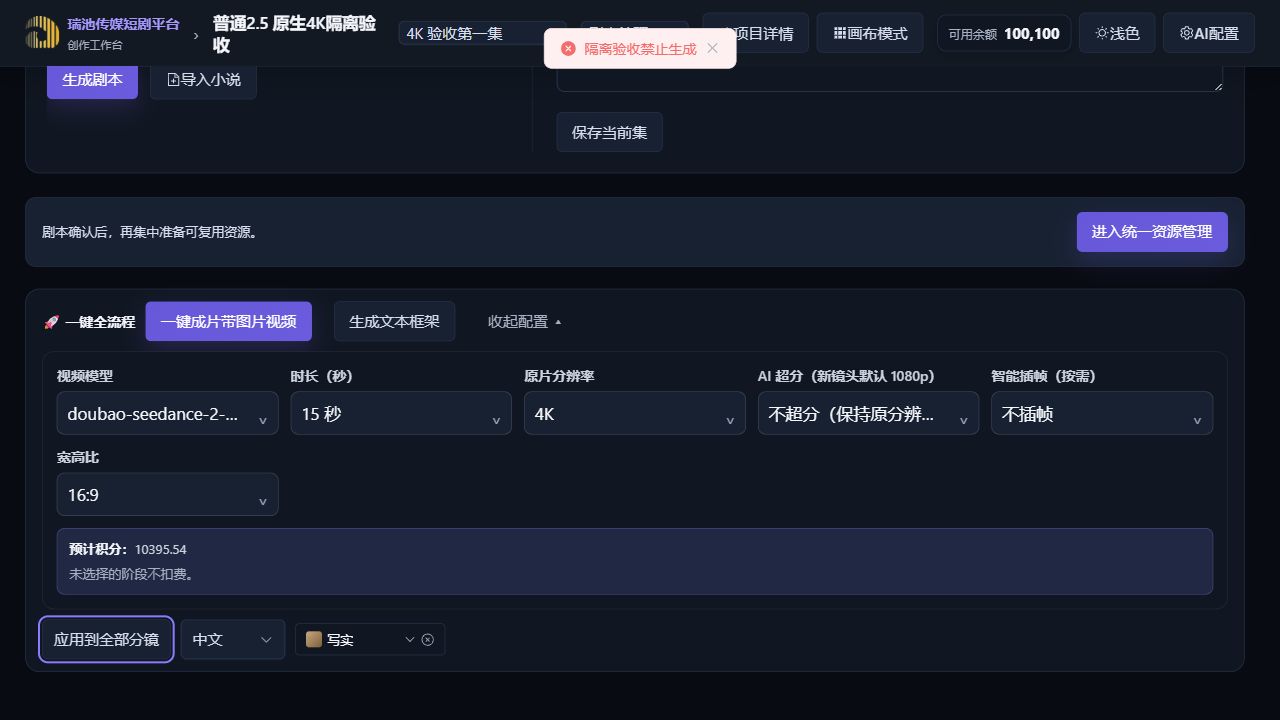 瑞池传媒短剧平台
创作工作台
›
普通2.5 原生4K隔离验收
4K 验收第一集
项目详情
画布模式
可用余额 100,100
浅色
AI配置
隔离验收禁止生成
生成剧本
导入小说
保存当前集
剧本确认后，再集中准备可复用资源。
进入统一资源管理
一键全流程
一键成片带图片视频
生成文本框架
收起配置
视频模型
时长（秒）
原片分辨率
AI 超分（新镜头默认 1080p）
智能插帧（按需）
doubao-seedance-2-...
15 秒
4K
不超分（保持原分辨...
不插帧
宽高比
16:9
预计积分：10395.54
未选择的阶段不扣费。
应用到全部分镜
中文
写实